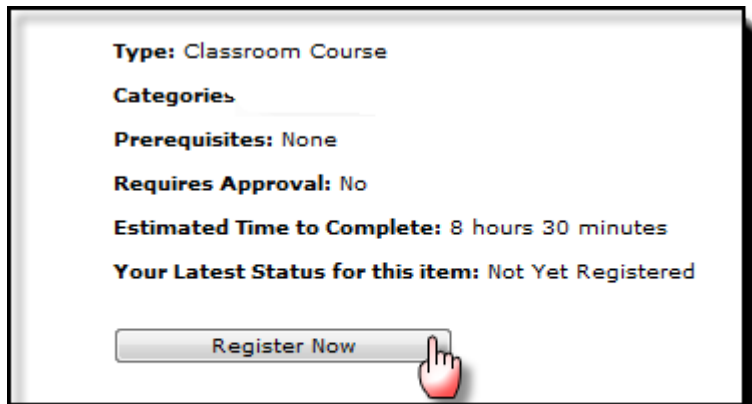 Type: Classroom Course
Categories
Prerequisites: None
Requires Approval: No
Estimated Time to Complete: 8 hours 30 minutes
Your Latest Status for this item: Not Yet Registered
Register Now